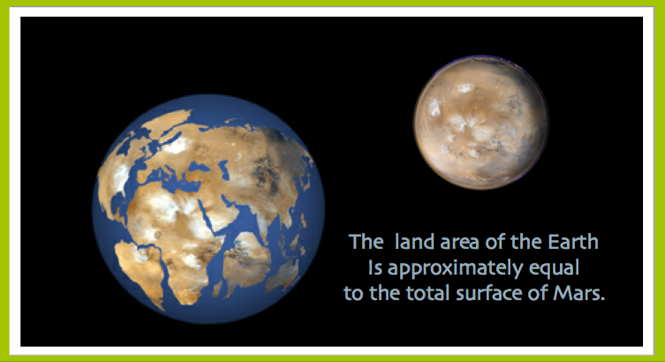 The land area of the Earth
Is approximately equal
to the total surface of Mars.